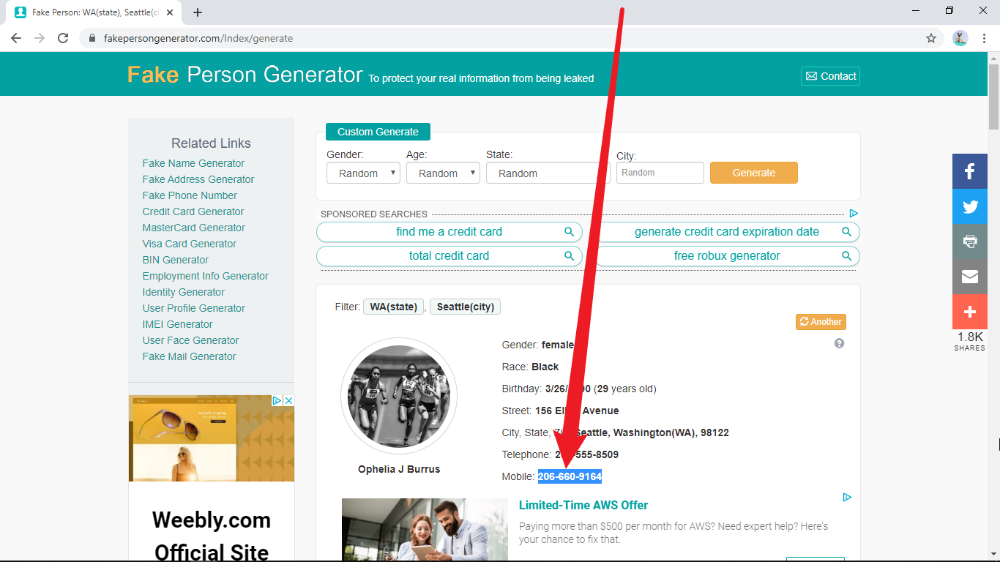 Fake Person: WA(state), Seattle(ci
fakepersongenerator.com/Index/generate
Fake Person Generator To protect your real information from being leaked
Contact
Related Links
Fake Name Generator
Fake Address Generator
Fake Phone Number
Credit Card Generator
MasterCard Generator
Visa Card Generator
BIN Generator
Employment Info Generator
Identity Generator
User Profile Generator
IMEI Generator
User Face Generator
Fake Mail Generator
Weebly.com
Official Site
Custom Generate
Gender: Age: State: City:
Random Random Random Random Generate
SPONSORED SEARCHES
find me a credit card generate credit card expiration date
total credit card free robux generator
Filter: WA(state), Seattle(city)
Another
Gender: female
Race: Black
Birthday: 3/26/ 90 (29 years old)
Street: 156 El Avenue
City, State, Seattle, Washington(WA), 98122
Telephone: 2 -555-8509
Mobile: 206-660-9164
Ophelia J Burrus
Limited-Time AWS Offer
Paying more than $500 per month for AWS? Need expert help? Here's
your chance to fix that.
1.8K
SHARES